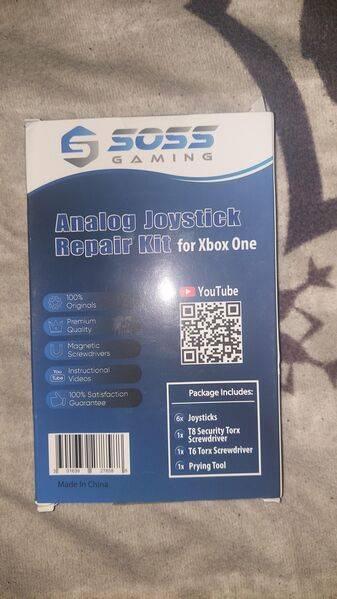 SOSS
GAMING
Analog Joystick
Repair Kit for Xbox One
100%
Originals
Premium
Quality
Magnetic
Screwdrivers
You
Tube
Instructional
Videos
100% Satisfaction
Guarantee
YouTube
Package Includes:
6x Joysticks
1x T8 Security Torx
Screwdriver
1x T6 Torx Screwdriver
1x Prying Tool
Made In China